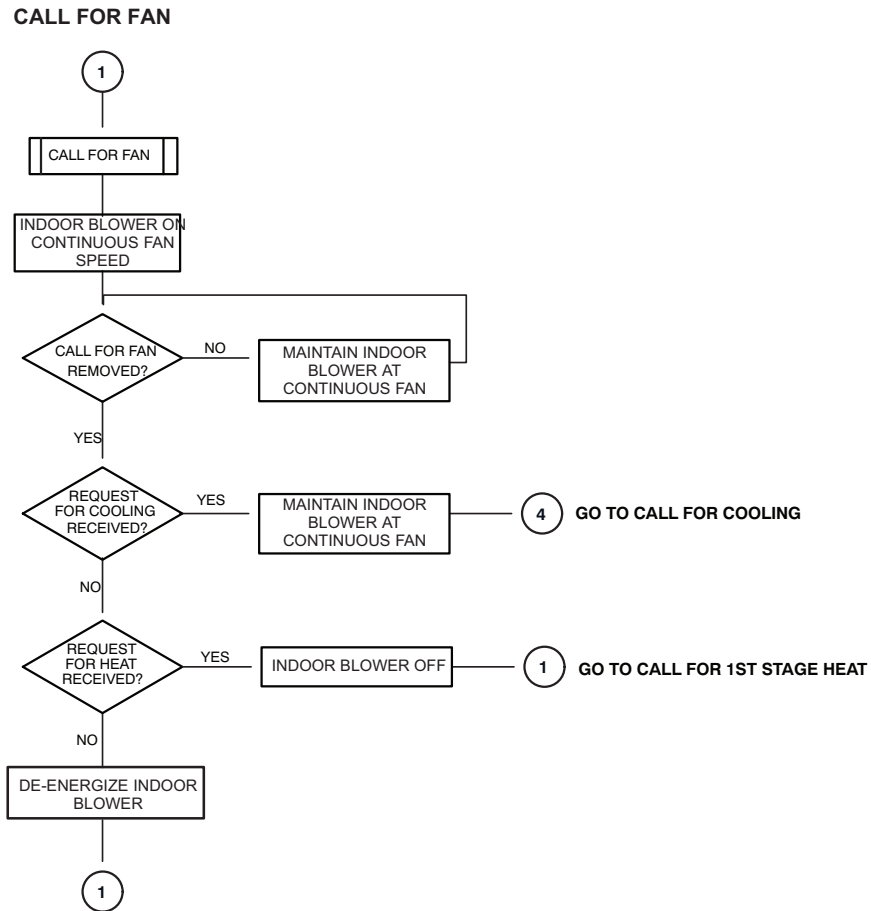 CALL FOR FAN
1
CALL FOR FAN
INDOOR BLOWER ON
CONTINUOUS FAN
SPEED
CALL FOR FAN
REMOVED?
NO
MAINTAIN INDOOR
BLOWER AT
CONTINUOUS FAN
YES
REQUEST
FOR COOLING
RECEIVED?
YES
MAINTAIN INDOOR
BLOWER AT
CONTINUOUS FAN
4
GO TO CALL FOR COOLING
NO
REQUEST
FOR HEAT
RECEIVED?
YES
INDOOR BLOWER OFF
1
GO TO CALL FOR 1ST STAGE HEAT
NO
DE-ENERGIZE INDOOR
BLOWER
1